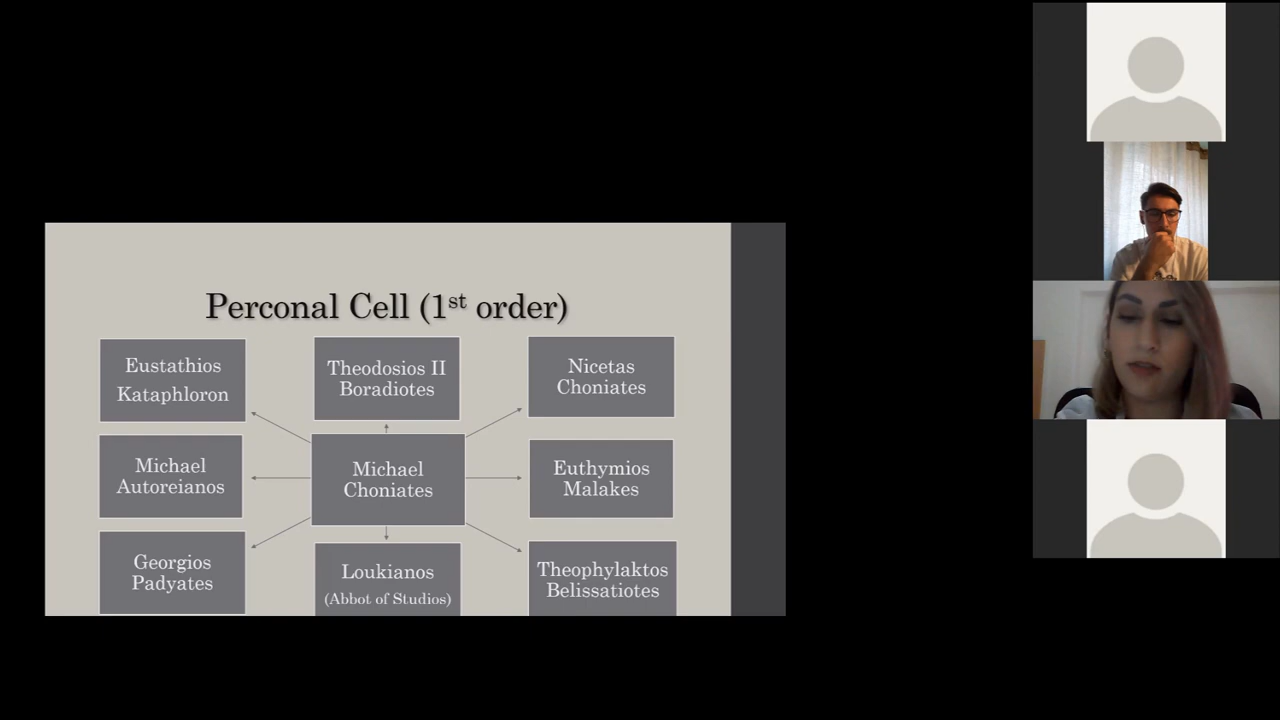 Perconal Cell (1st order)
Eustathios
Kataphloron
Theodosios II
Boradiotes
Nicetas
Choniates
Michael
Autoreianos
Michael
Choniates
Euthymios
Malakes
Georgios
Padyates
Loukianos
(Abbot of Studios)
Theophylaktos
Belissatiotes